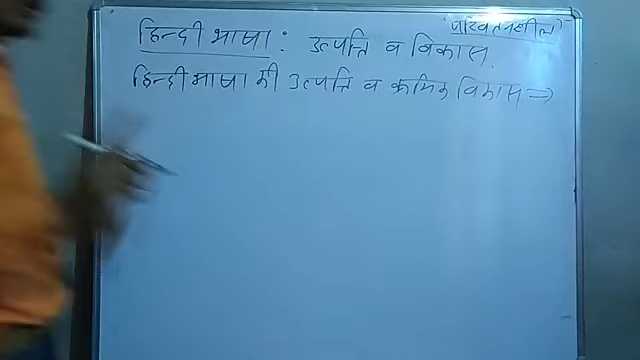 (परिवर्तनशील)
हिन्दी भाषा : उत्पत्ति व विकास.
हिन्दी भाषा की उत्पत्ति व क्रमिक विकास ⇒